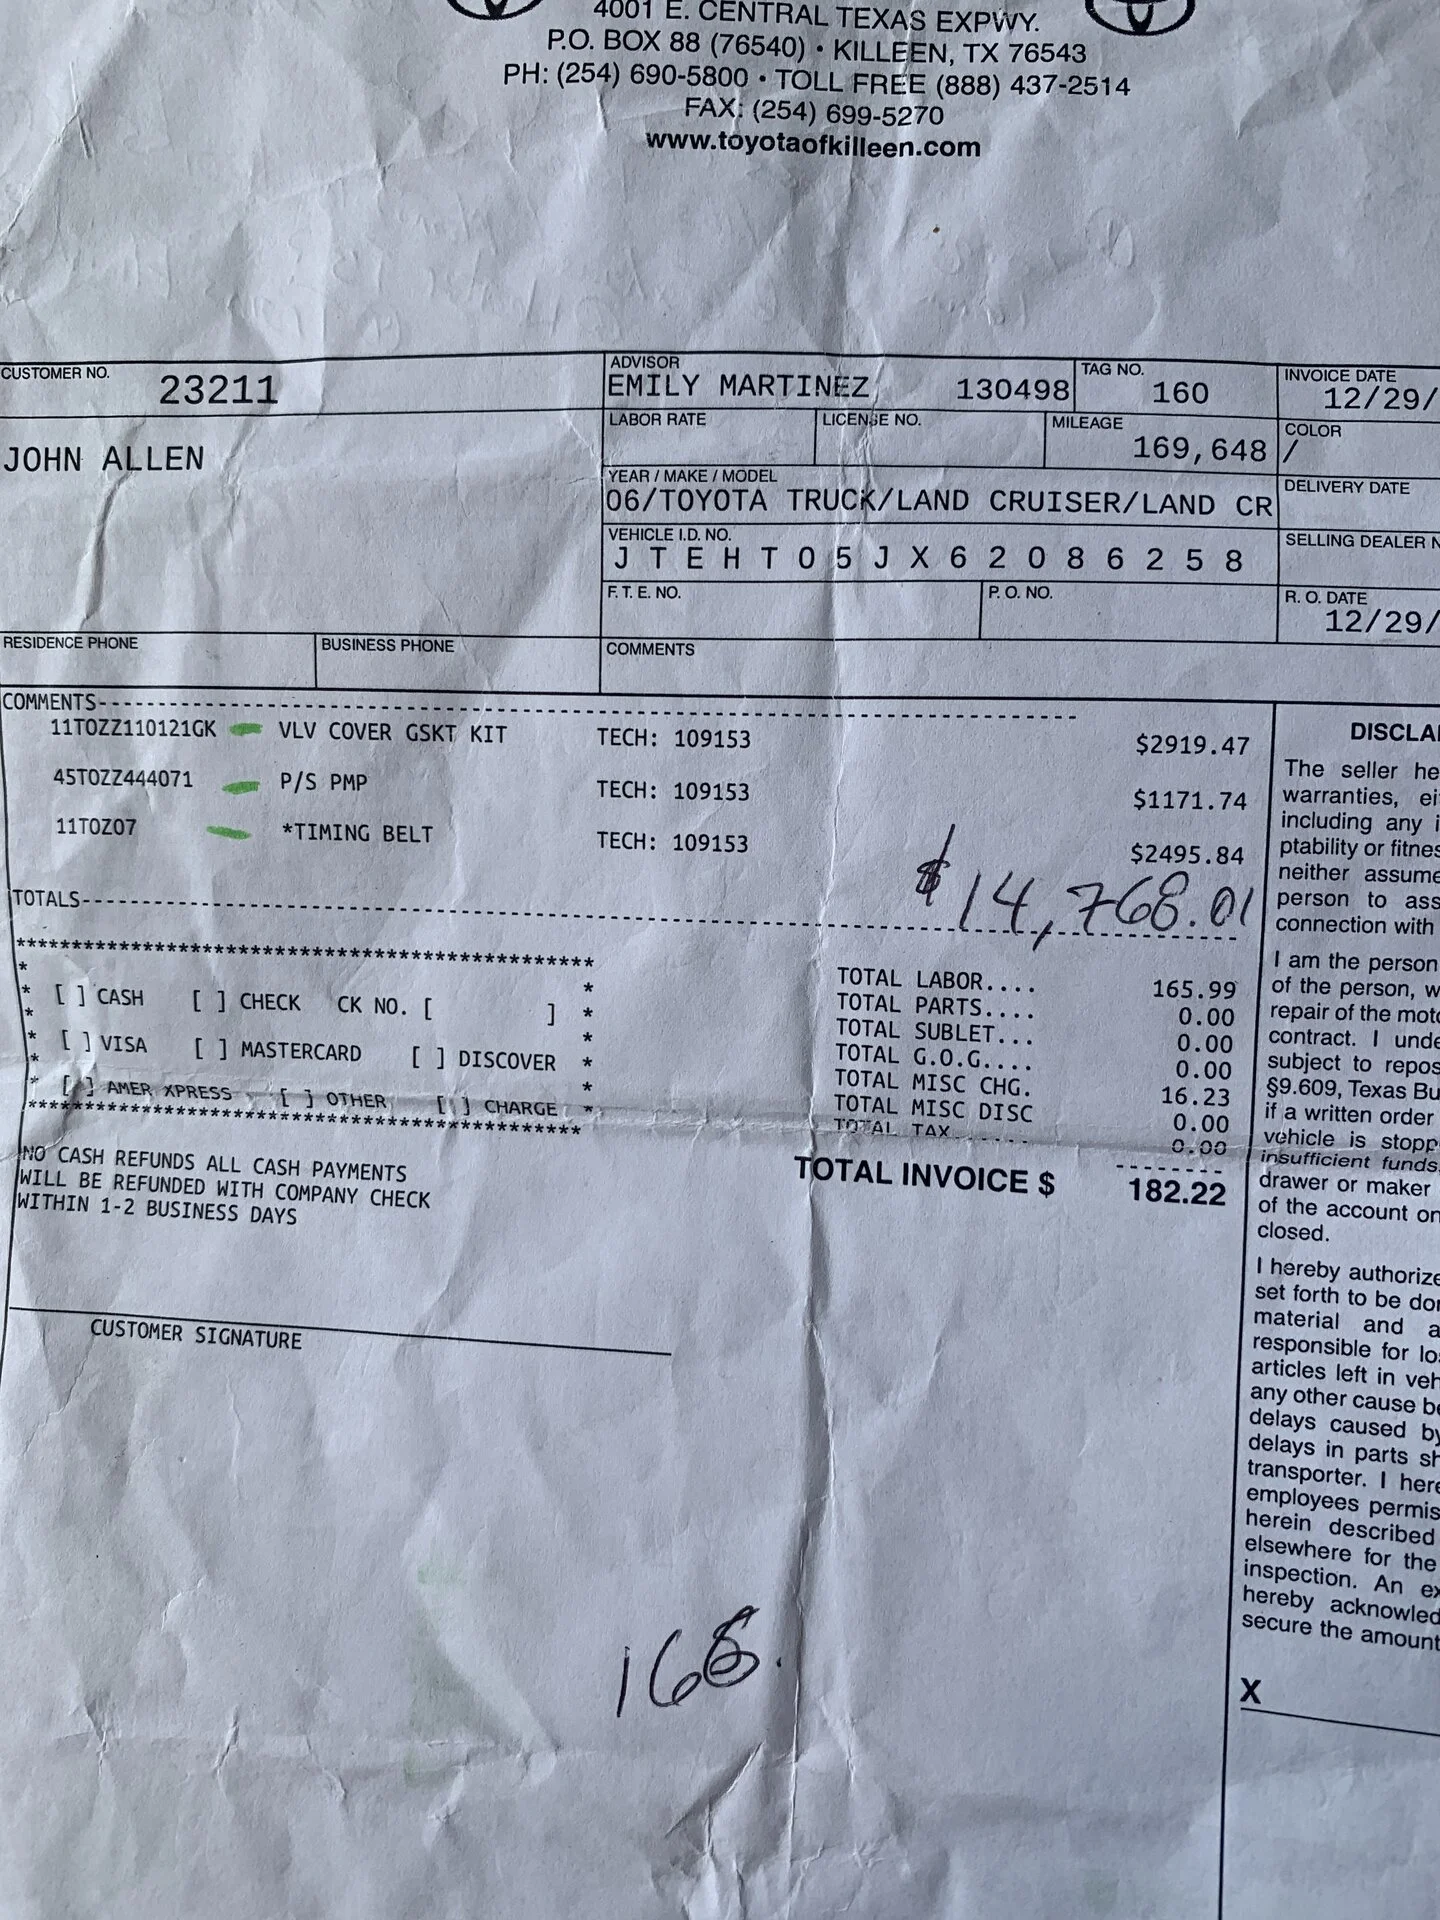 4001 E. CENTRAL TEXAS EXPWY.
P.O. BOX 88 (76540) • KILLEEN, TX 76543
PH: (254) 690-5800 • TOLL FREE (888) 437-2514
FAX: (254) 699-5270
www.toyotaofkilleen.com
CUSTOMER NO. 23211
ADVISOR
EMILY MARTINEZ 130498
TAG NO.
160
INVOICE DATE
12/29/
JOHN ALLEN
LABOR RATE
LICENSE NO.
MILEAGE
169,648
COLOR
/
YEAR / MAKE / MODEL
06/TOYOTA TRUCK/LAND CRUISER/LAND CR
DELIVERY DATE
VEHICLE I.D. NO.
J T E H T 0 5 J X 6 2 0 8 6 2 5 8
SELLING DEALER N
F. T. E. NO.
P. O. NO.
R. O. DATE
12/29/
RESIDENCE PHONE
BUSINESS PHONE
COMMENTS
COMMENTS----------------------------------------
11TOZZ110121GK VLV COVER GSKT KIT TECH: 109153 $2919.47
45TOZZ444071 P/S PMP TECH: 109153 $1171.74
11TOZ07 *TIMING BELT TECH: 109153 $2495.84
$14,768.01
TOTALS----------------------------------------
****************************************************
* [ ] CASH [ ] CHECK CK NO. [ ] *
* [ ] VISA [ ] MASTERCARD [ ] DISCOVER *
* [ ] AMER XPRESS [ ] OTHER [ ] CHARGE *
****************************************************
TOTAL LABOR.... 165.99
TOTAL PARTS.... 0.00
TOTAL SUBLET... 0.00
TOTAL G.O.G.... 0.00
TOTAL MISC CHG. 16.23
TOTAL MISC DISC 0.00
TOTAL TAX...... 0.00
--------
TOTAL INVOICE $ 182.22
NO CASH REFUNDS ALL CASH PAYMENTS
WILL BE REFUNDED WITH COMPANY CHECK
WITHIN 1-2 BUSINESS DAYS
CUSTOMER SIGNATURE
DISCLA
The seller he
warranties, ei
including any i
ptability or fitnes
neither assume
person to ass
connection with
I am the person
of the person, w
repair of the moto
contract. I unde
subject to repos
§9.609, Texas Bu
if a written order
vehicle is stopp
insufficient funds,
drawer or maker
of the account on
closed.
I hereby authorize
set forth to be don
material and a
responsible for lo
articles left in veh
any other cause be
delays caused by
delays in parts sh
transporter. I here
employees permis
herein described
elsewhere for the
inspection. An ex
hereby acknowled
secure the amount
X